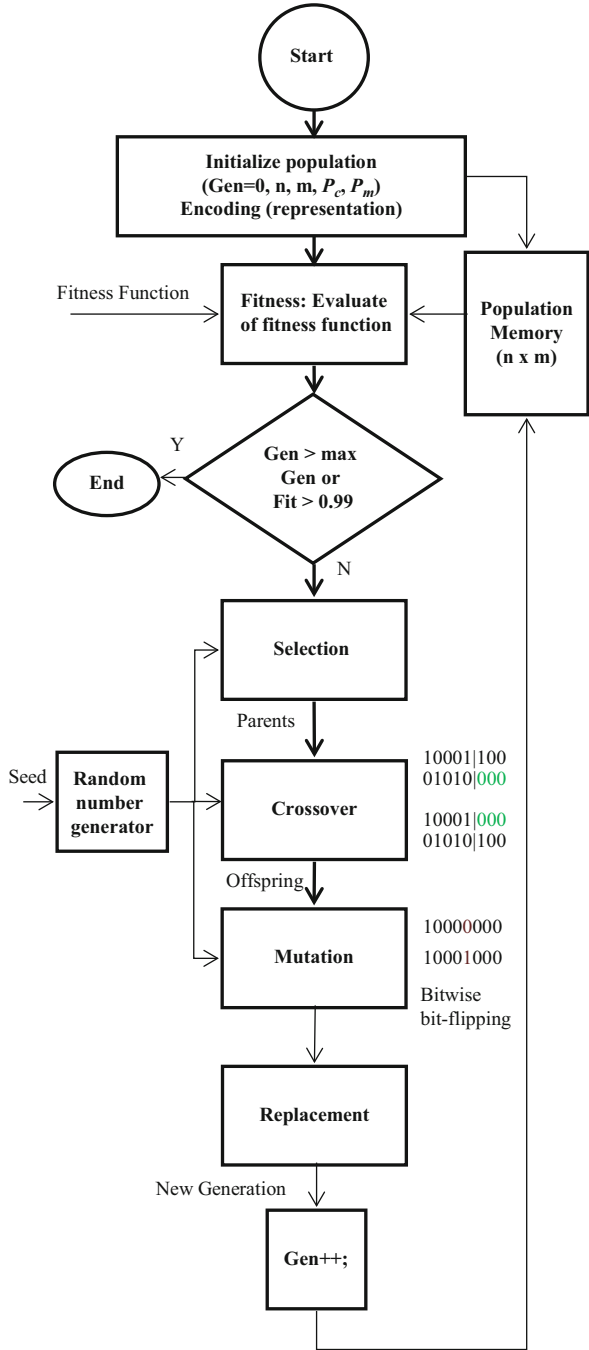 Start
Initialize population
(Gen=0, n, m, Pc, Pm)
Encoding (representation)
Fitness Function
Fitness: Evaluate
of fitness function
Population
Memory
(n x m)
Y
Gen > max
Gen or
Fit > 0.99
End
N
Selection
Parents
Seed
Random
number
generator
Crossover
10001|100
01010|000
10001|000
01010|100
Offspring
Mutation
10000000
10001000
Bitwise
bit-flipping
Replacement
New Generation
Gen++;